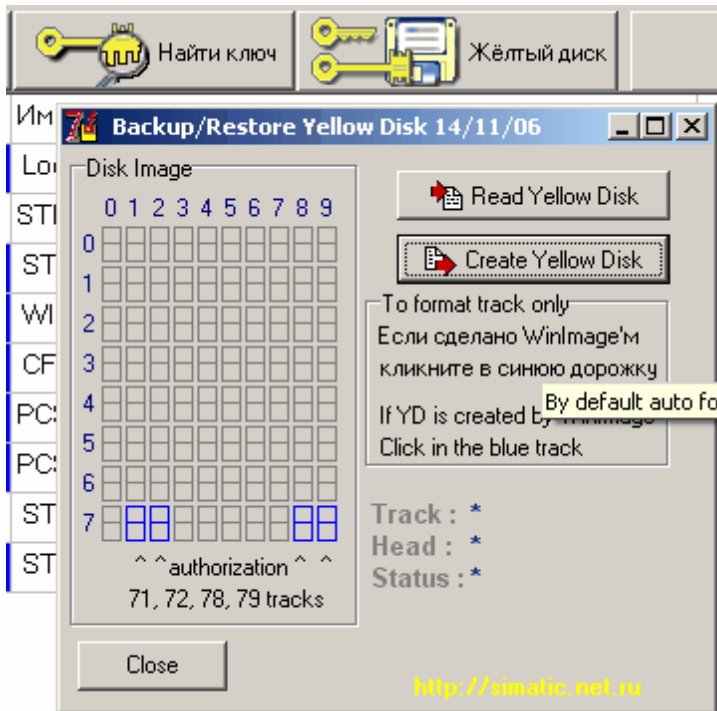 Найти ключ
Жёлтый диск
Им
Backup/Restore Yellow Disk 14/11/06
Lo
Disk Image
Read Yellow Disk
ST
0 1 2 3 4 5 6 7 8 9
0
Create Yellow Disk
ST
1
To format track only
WI
2
Если сделано WinImage'м
CF
3
кликните в синюю дорожку
PC
4
By default auto fo
If YD is created by WinImage
PC
5
Click in the blue track
6
ST
7
Track : *
Head : *
ST
^ ^authorization ^ ^
Status : *
71, 72, 78, 79 tracks
Close
http://simatic.net.ru